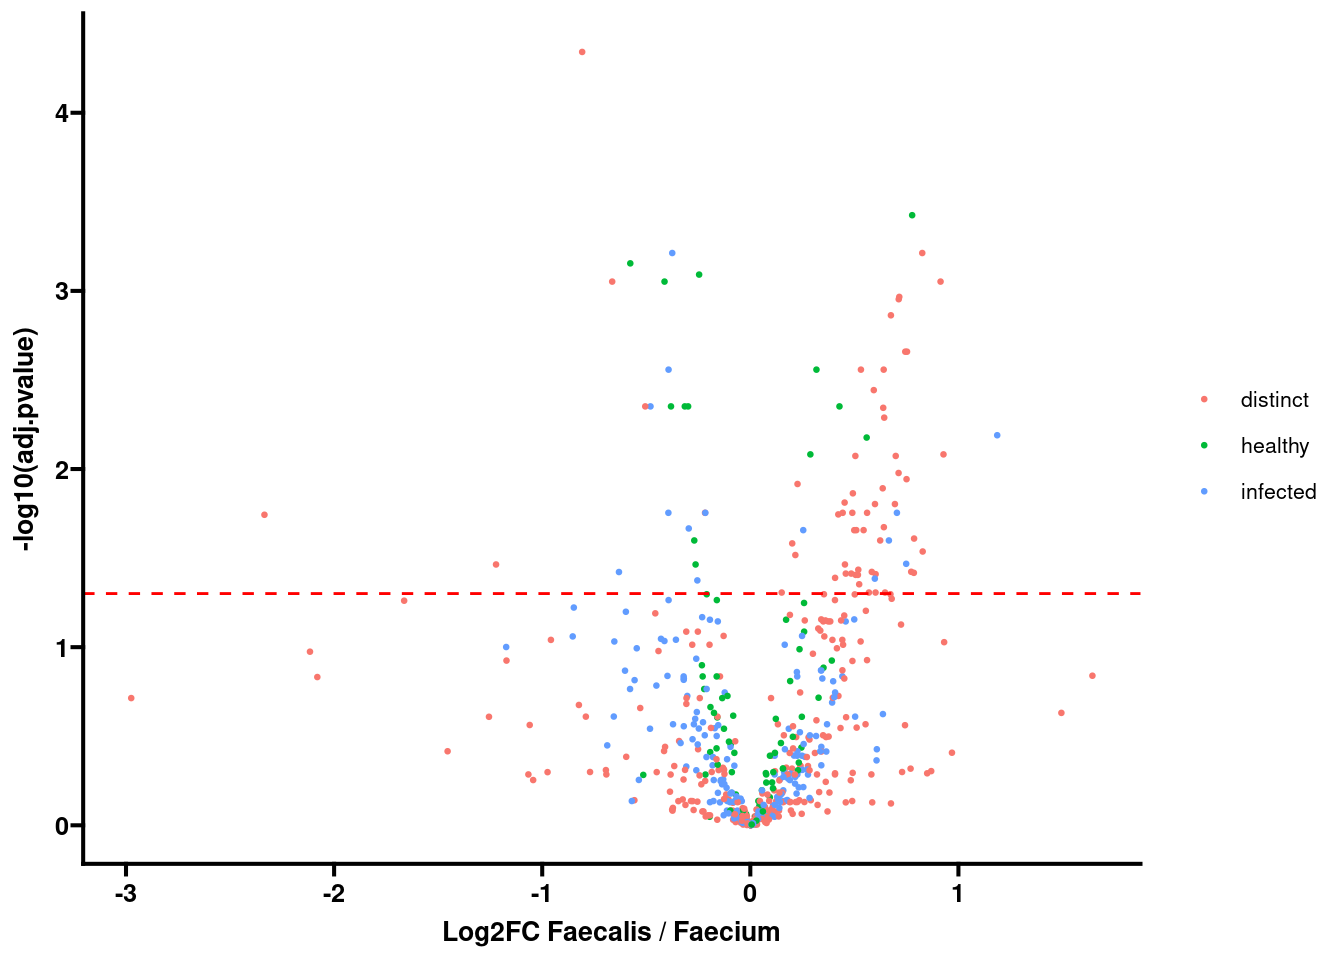 4
3
2
1
0
-log10(adj.pvalue)
-3
-2
-1
0
1
Log2FC Faecalis / Faecium
distinct
healthy
infected